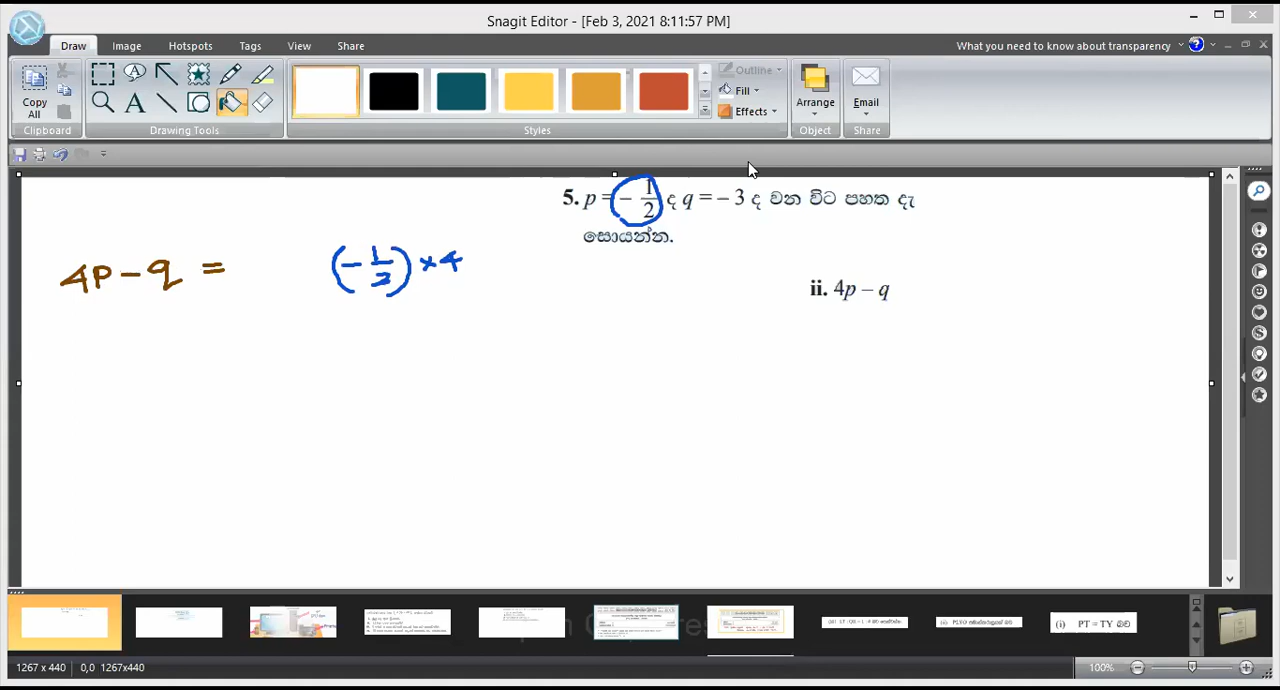 Snagit Editor - [Feb 3, 2021 8:11:57 PM]
Draw Image Hotspots Tags View Share What you need to know about transparency
Copy All
Clipboard
Drawing Tools
Styles
Outline
Fill
Effects
Arrange
Object
Email
Share
5. p = - 1/2 ද q = - 3 ද වන විට පහත දැ
සොයන්න.
4P - q = (-1/2) × 4
ii. 4p – q
(i) PT = TY බව
1267 x 440 0,0 1267x440 100%